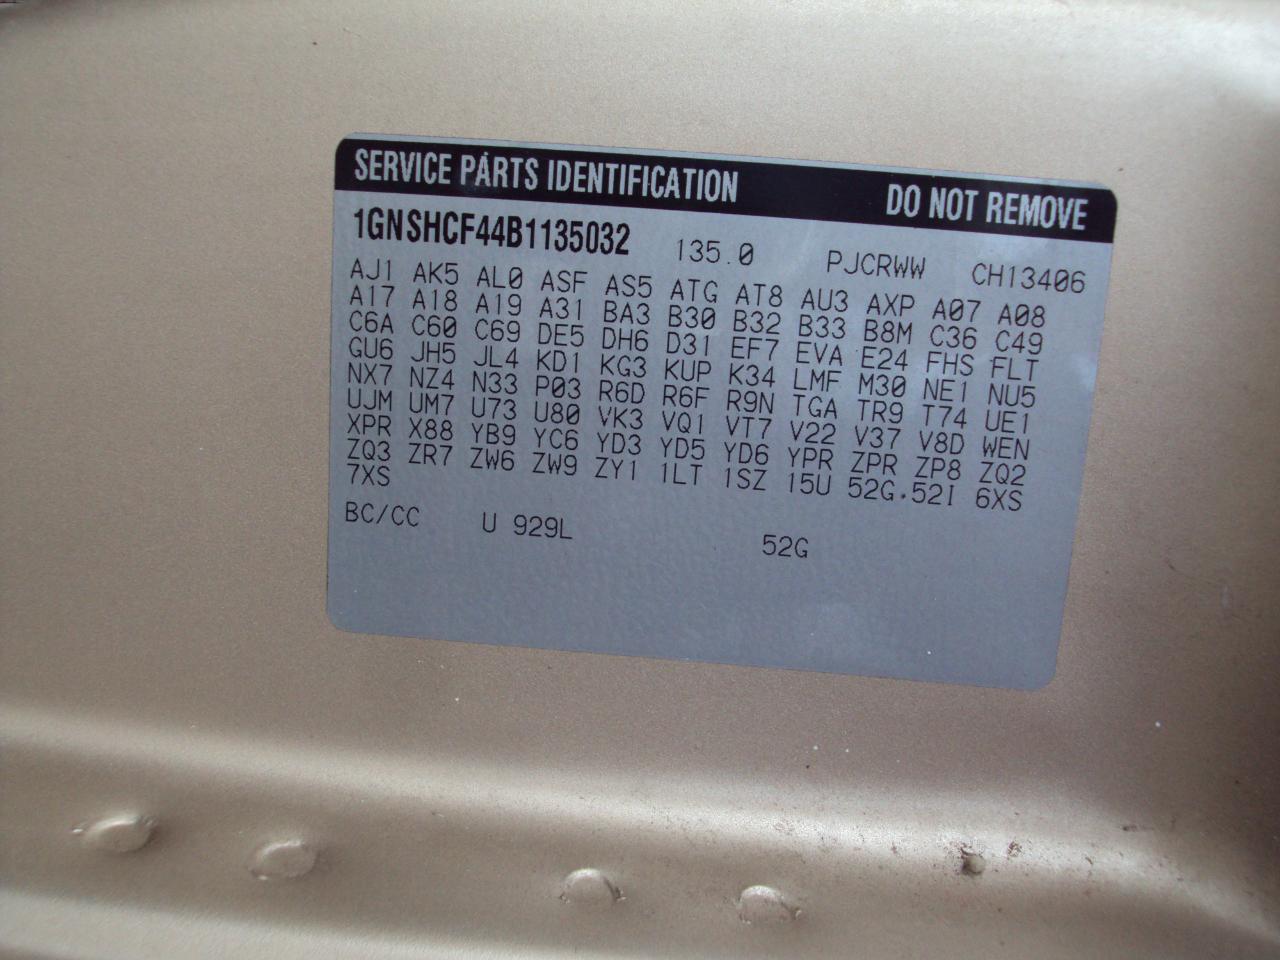 SERVICE PARTS IDENTIFICATION DO NOT REMOVE
1GNSHCF44B1135032 135.0 PJCRWW CH13406
AJ1 AK5 AL0 ASF AS5 ATG AT8 AU3 AXP A07 A08
A17 A18 A19 A31 BA3 B30 B32 B33 B8M C36 C49
C6A C60 C69 DE5 DH6 D31 EF7 EVA E24 FHS FLT
GU6 JH5 JL4 KD1 KG3 KUP K34 LMF M30 NE1 NU5
NX7 NZ4 N33 P03 R6D R6F R9N TGA TR9 T74 UE1
UJM UM7 U73 U80 VK3 VQ1 VT7 V22 V37 V8D WEN
XPR X88 YB9 YC6 YD3 YD5 YD6 YPR ZPR ZP8 ZQ2
ZQ3 ZR7 ZW6 ZW9 ZY1 1LT 1SZ 15U 52G 52I 6XS
7XS
BC/CC U 929L 52G